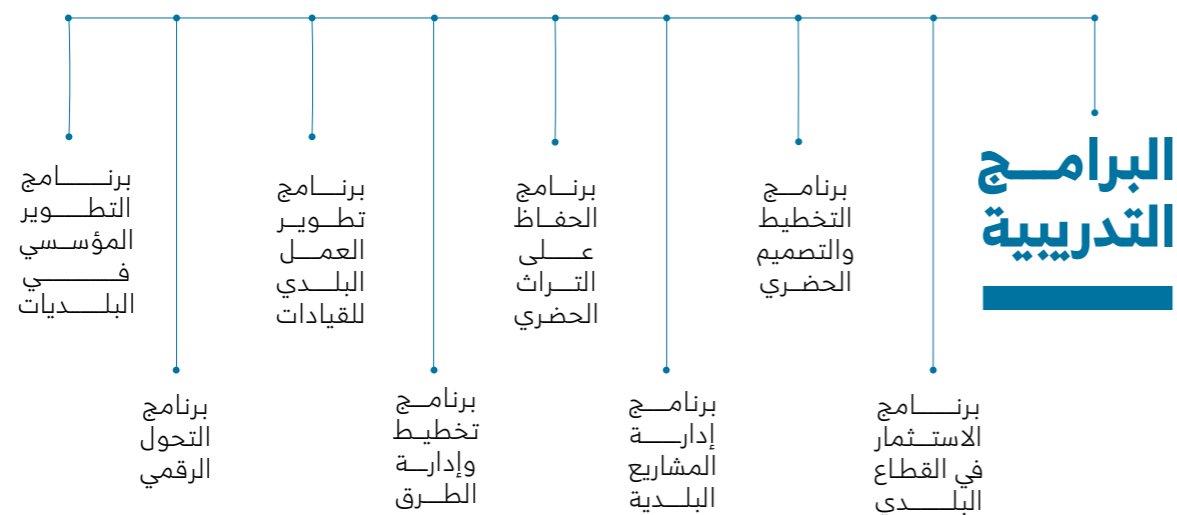 البرامج
التدريبية
برنامج
الاستثمار
في القطاع
البلدي
برنامج
التخطيط
والتصميم
الحضري
برنامج
إدارة
المشاريع
البلدية
برنامج
الحفاظ
على
التراث
الحضري
برنامج
تخطيط
وإدارة
الطرق
برنامج
تطوير
العمل
البلدي
للقيادات
برنامج
التحول
الرقمي
برنامج
التطوير
المؤسسي
في
البلديات